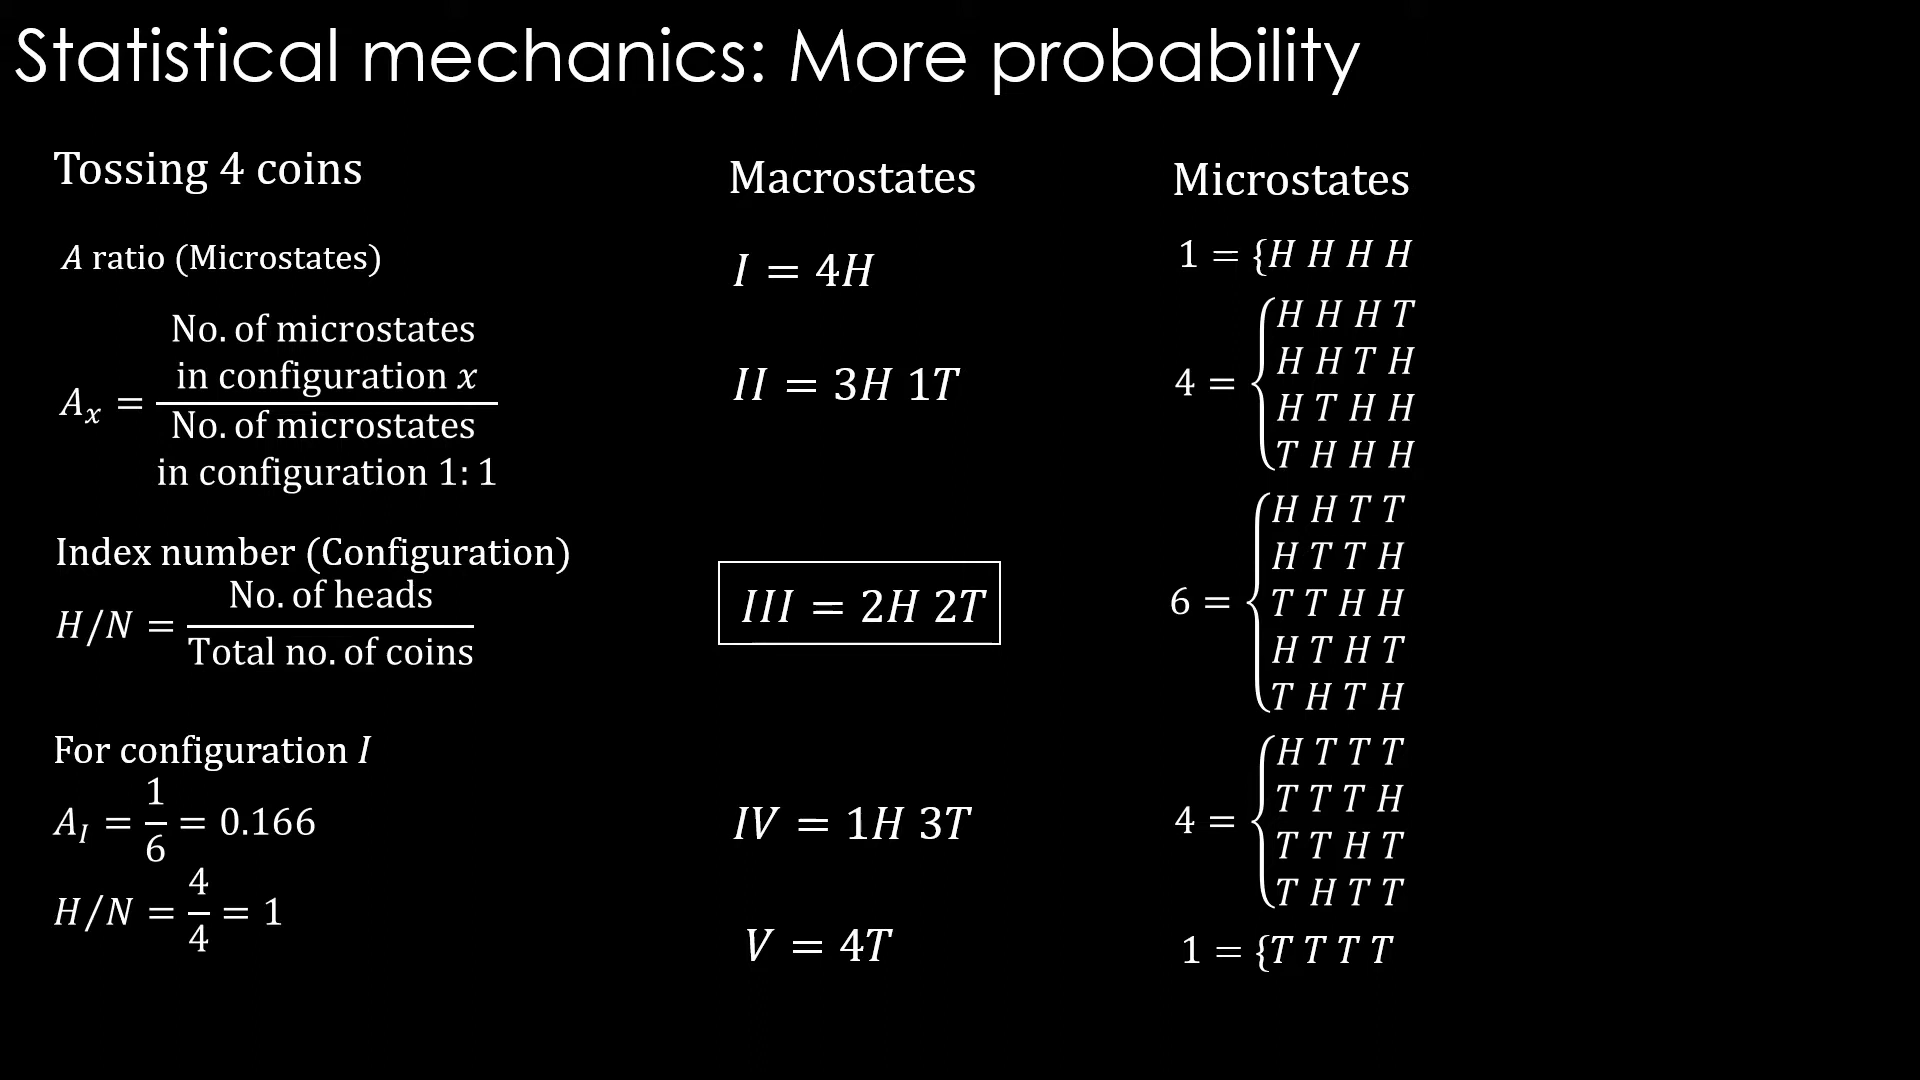 Statistical mechanics: More probability
Tossing 4 coins
A ratio (Microstates)
A_x = No. of microstates in configuration x / No. of microstates in configuration 1: 1
Index number (Configuration)
H/N = No. of heads / Total no. of coins
For configuration I
A_I = 1/6 = 0.166
H/N = 4/4 = 1
Macrostates
I = 4H
II = 3H 1T
III = 2H 2T
IV = 1H 3T
V = 4T
Microstates
1 = {H H H H
4 = {
H H H T
H H T H
H T H H
T H H H
6 = {
H H T T
H T T H
T T H H
H T H T
T H T H
4 = {
H T T T
T T T H
T T H T
T H T T
1 = {T T T T